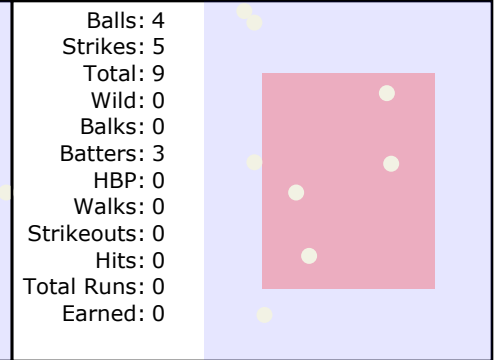 Balls: 4
Strikes: 5
Total: 9
Wild: 0
Balks: 0
Batters: 3
HBP: 0
Walks: 0
Strikeouts: 0
Hits: 0
Total Runs: 0
Earned: 0